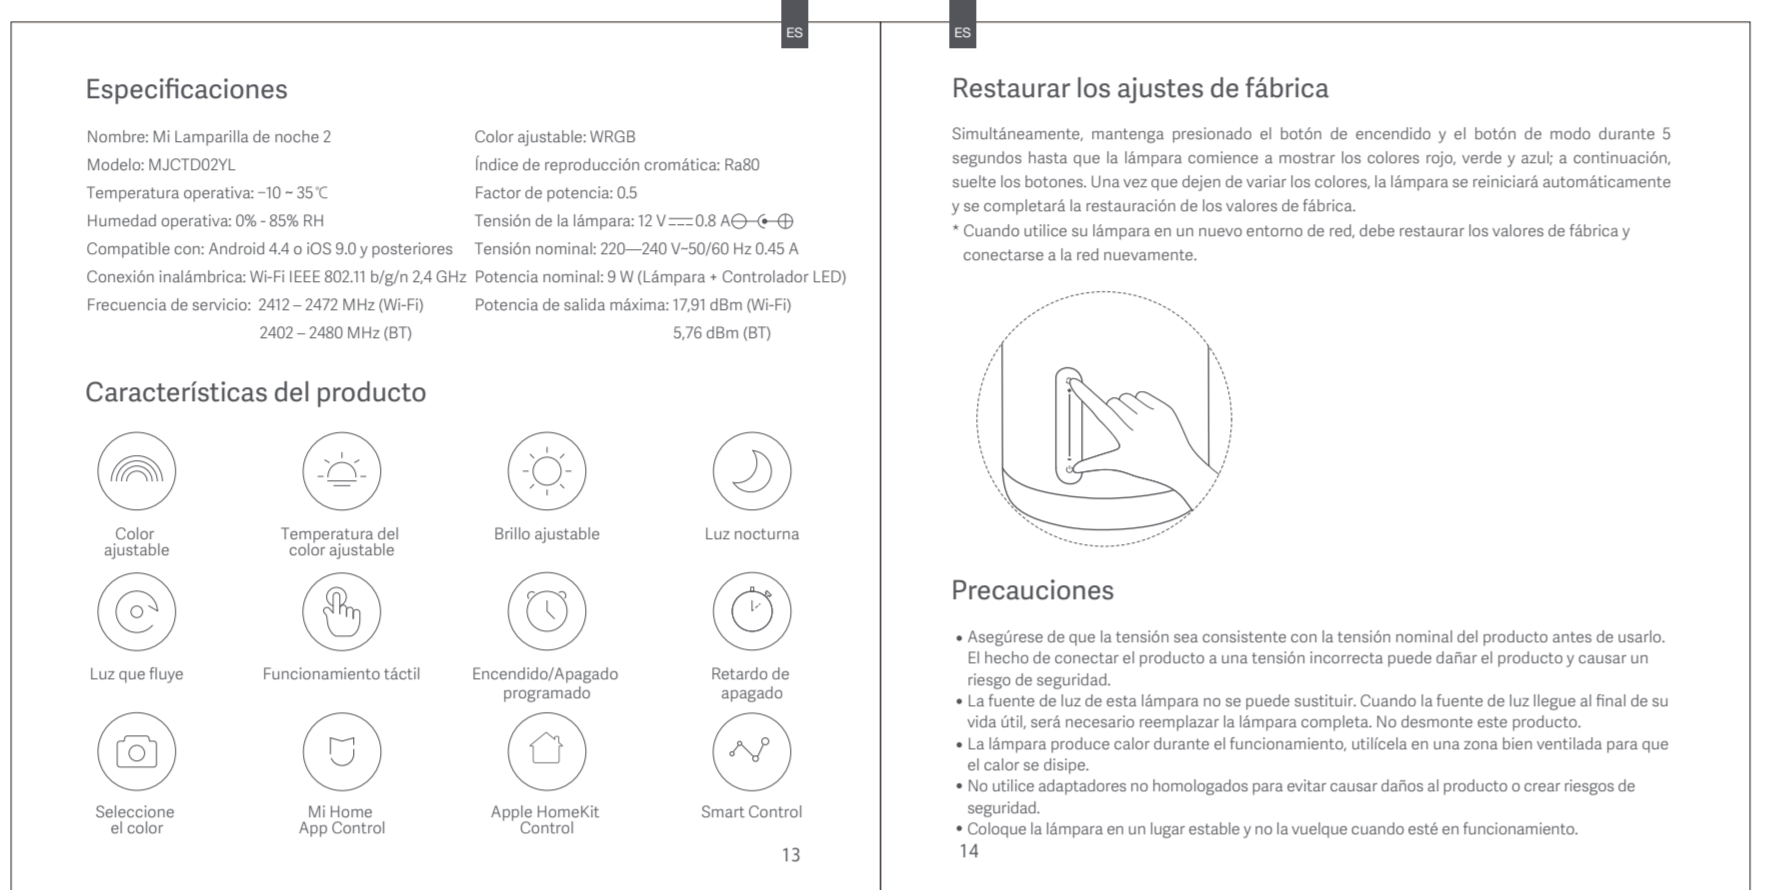 ES
Especificaciones
Nombre: Mi Lamparilla de noche 2
Modelo: MJCTD02YL
Temperatura operativa: −10 ~ 35℃
Humedad operativa: 0% - 85% RH
Compatible con: Android 4.4 o iOS 9.0 y posteriores
Conexión inalámbrica: Wi-Fi IEEE 802.11 b/g/n 2,4 GHz
Frecuencia de servicio: 2412 – 2472 MHz (Wi-Fi)
2402 – 2480 MHz (BT)
Color ajustable: WRGB
Índice de reproducción cromática: Ra80
Factor de potencia: 0.5
Tensión de la lámpara: 12 V⎓0.8 A
Tensión nominal: 220—240 V~50/60 Hz 0.45 A
Potencia nominal: 9 W (Lámpara + Controlador LED)
Potencia de salida máxima: 17,91 dBm (Wi-Fi)
5,76 dBm (BT)
Características del producto
Color
ajustable
Temperatura del
color ajustable
Brillo ajustable
Luz nocturna
Luz que fluye
Funcionamiento táctil
Encendido/Apagado
programado
Retardo de
apagado
Seleccione
el color
Mi Home
App Control
Apple HomeKit
Control
Smart Control
13
ES
Restaurar los ajustes de fábrica
Simultáneamente, mantenga presionado el botón de encendido y el botón de modo durante 5
segundos hasta que la lámpara comience a mostrar los colores rojo, verde y azul; a continuación,
suelte los botones. Una vez que dejen de variar los colores, la lámpara se reiniciará automáticamente
y se completará la restauración de los valores de fábrica.
* Cuando utilice su lámpara en un nuevo entorno de red, debe restaurar los valores de fábrica y
conectarse a la red nuevamente.
Precauciones
• Asegúrese de que la tensión sea consistente con la tensión nominal del producto antes de usarlo.
El hecho de conectar el producto a una tensión incorrecta puede dañar el producto y causar un
riesgo de seguridad.
• La fuente de luz de esta lámpara no se puede sustituir. Cuando la fuente de luz llegue al final de su
vida útil, será necesario reemplazar la lámpara completa. No desmonte este producto.
• La lámpara produce calor durante el funcionamiento, utilícela en una zona bien ventilada para que
el calor se disipe.
• No utilice adaptadores no homologados para evitar causar daños al producto o crear riesgos de
seguridad.
• Coloque la lámpara en un lugar estable y no la vuelque cuando esté en funcionamiento.
14